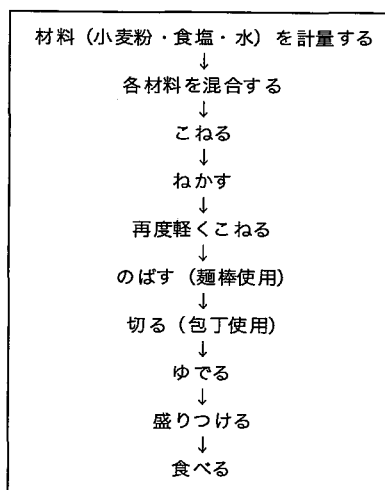 材料（小麦粉・食塩・水）を計量する
↓
各材料を混合する
↓
こねる
↓
ねかす
↓
再度軽くこねる
↓
のばす（麺棒使用）
↓
切る（包丁使用）
↓
ゆでる
↓
盛りつける
↓
食べる